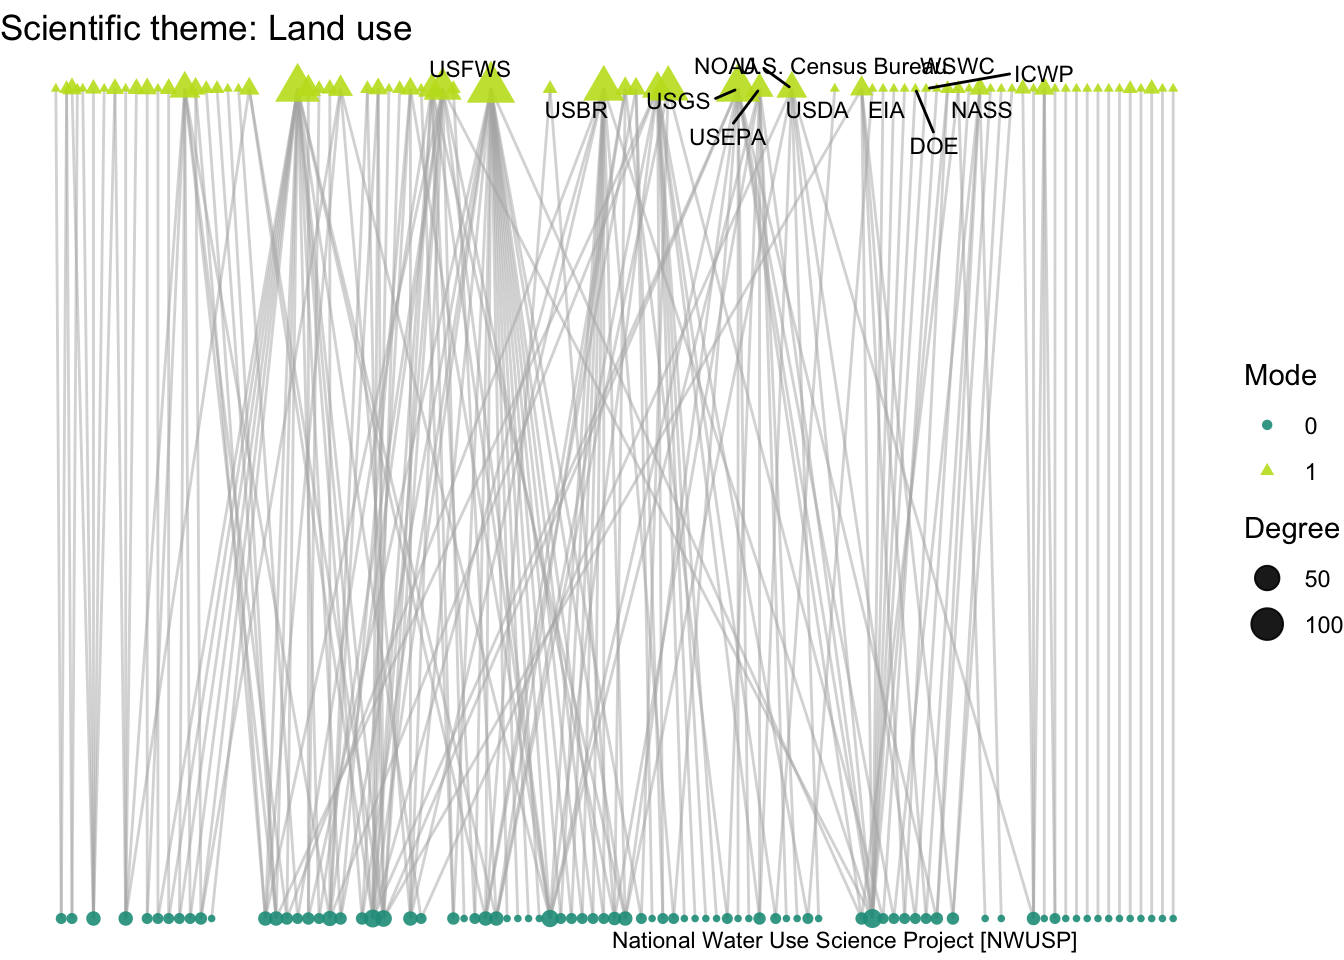 Scientific theme: Land use
USFWS
NOAA
U.S. Census Bureau
WSWC
ICWP
USGS
USBR
USDA
EIA
NASS
USEPA
DOE
Mode
0
1
Degree
50
100
National Water Use Science Project [NWUSP]